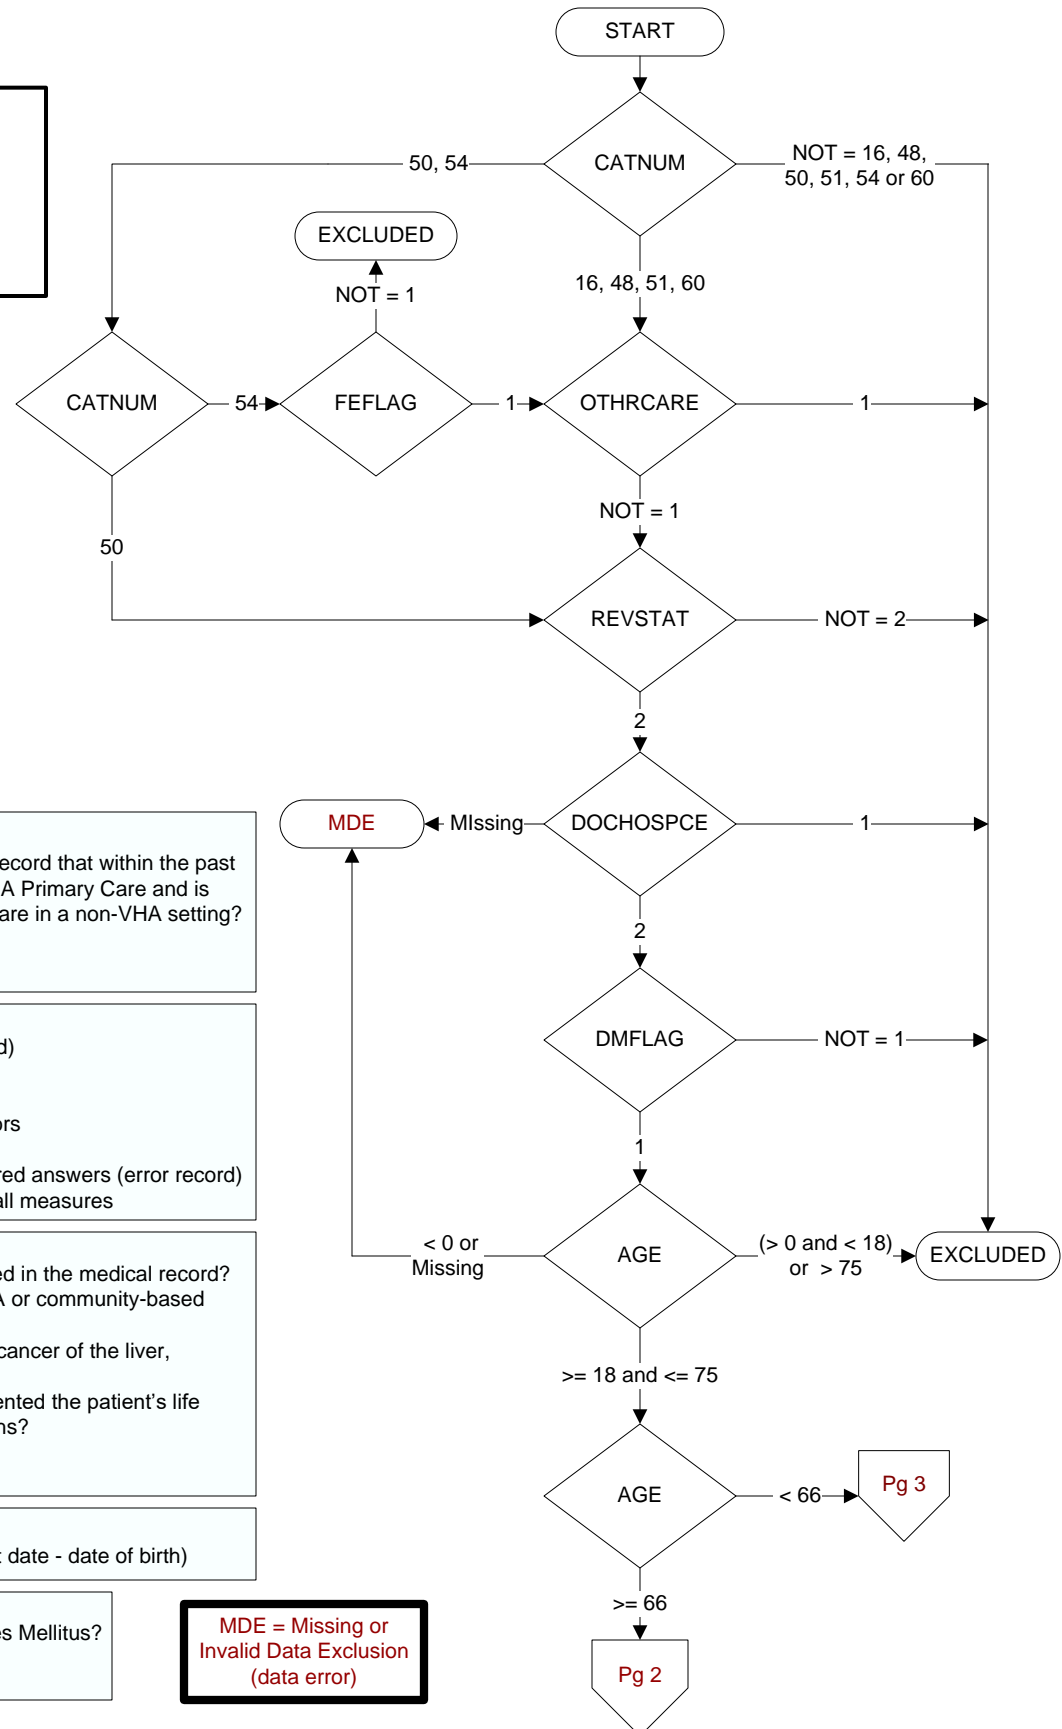 START
CATNUM
50, 54
NOT = 16, 48,
50, 51, 54 or 60
EXCLUDED
NOT = 1
16, 48, 51, 60
CATNUM
54
FEFLAG
1
OTHRCARE
1
NOT = 1
50
REVSTAT
NOT = 2
2
MDE
MIssing
DOCHOSPCE
1
ecord that within the past
A Primary Care and is
are in a non-VHA setting?
2
DMFLAG
NOT = 1
d)
ors
red answers (error record)
all measures
1
< 0 or
Missing
AGE
(> 0 and < 18)
or > 75
EXCLUDED
ed in the medical record?
A or community-based
cancer of the liver,
ented the patient's life
ns?
>= 18 and <= 75
AGE
< 66
Pg 3
t date - date of birth)
>= 66
es Mellitus?
MDE = Missing or
Invalid Data Exclusion
(data error)
Pg 2